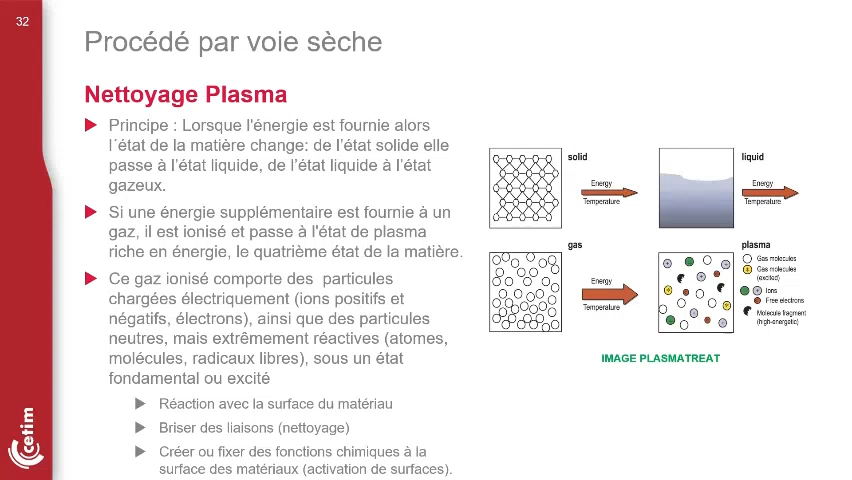 32
Procédé par voie sèche
Nettoyage Plasma
Principe : Lorsque l'énergie est fournie alors
l´état de la matière change: de l’état solide elle
passe à l’état liquide, de l’état liquide à l’état
gazeux.
Si une énergie supplémentaire est fournie à un
gaz, il est ionisé et passe à l'état de plasma
riche en énergie, le quatrième état de la matière.
Ce gaz ionisé comporte des particules
chargées électriquement (ions positifs et
négatifs, électrons), ainsi que des particules
neutres, mais extrêmement réactives (atomes,
molécules, radicaux libres), sous un état
fondamental ou excité
Réaction avec la surface du matériau
Briser des liaisons (nettoyage)
Créer ou fixer des fonctions chimiques à la
surface des matériaux (activation de surfaces).
solid
Energy
Temperature
liquid
Energy
Temperature
gas
Energy
Temperature
plasma
Gas molecules
Gas molecules
(excited)
Ions
Free electrons
Molecule fragment
(high-energetic)
IMAGE PLASMATREAT
cetim